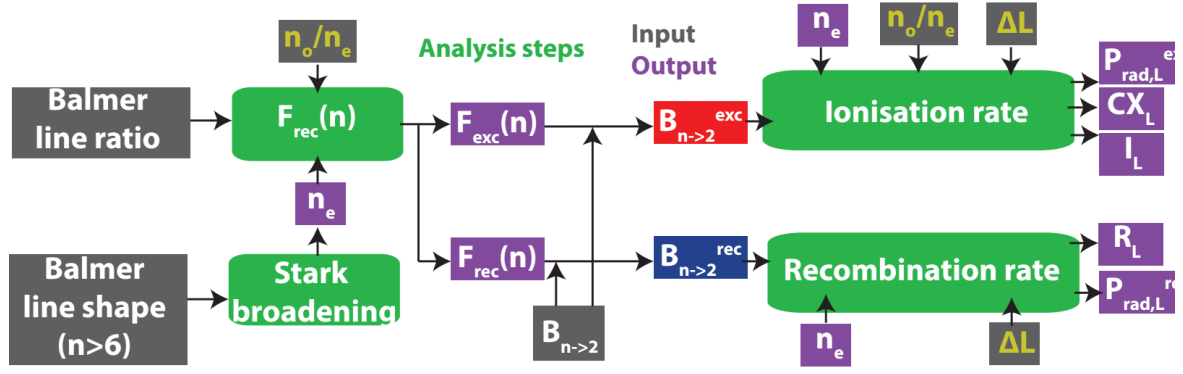 n_o/n_e
Analysis steps
Input
Output
n_e
n_o/n_e
ΔL
Balmer
line ratio
F_rec(n)
F_exc(n)
B_n->2^exc
Ionisation rate
P_rad,L^ex
CX_L
I_L
n_e
Balmer
line shape
(n>6)
Stark
broadening
F_rec(n)
B_n->2^rec
Recombination rate
R_L
P_rad,L^re
B_n->2
n_e
ΔL